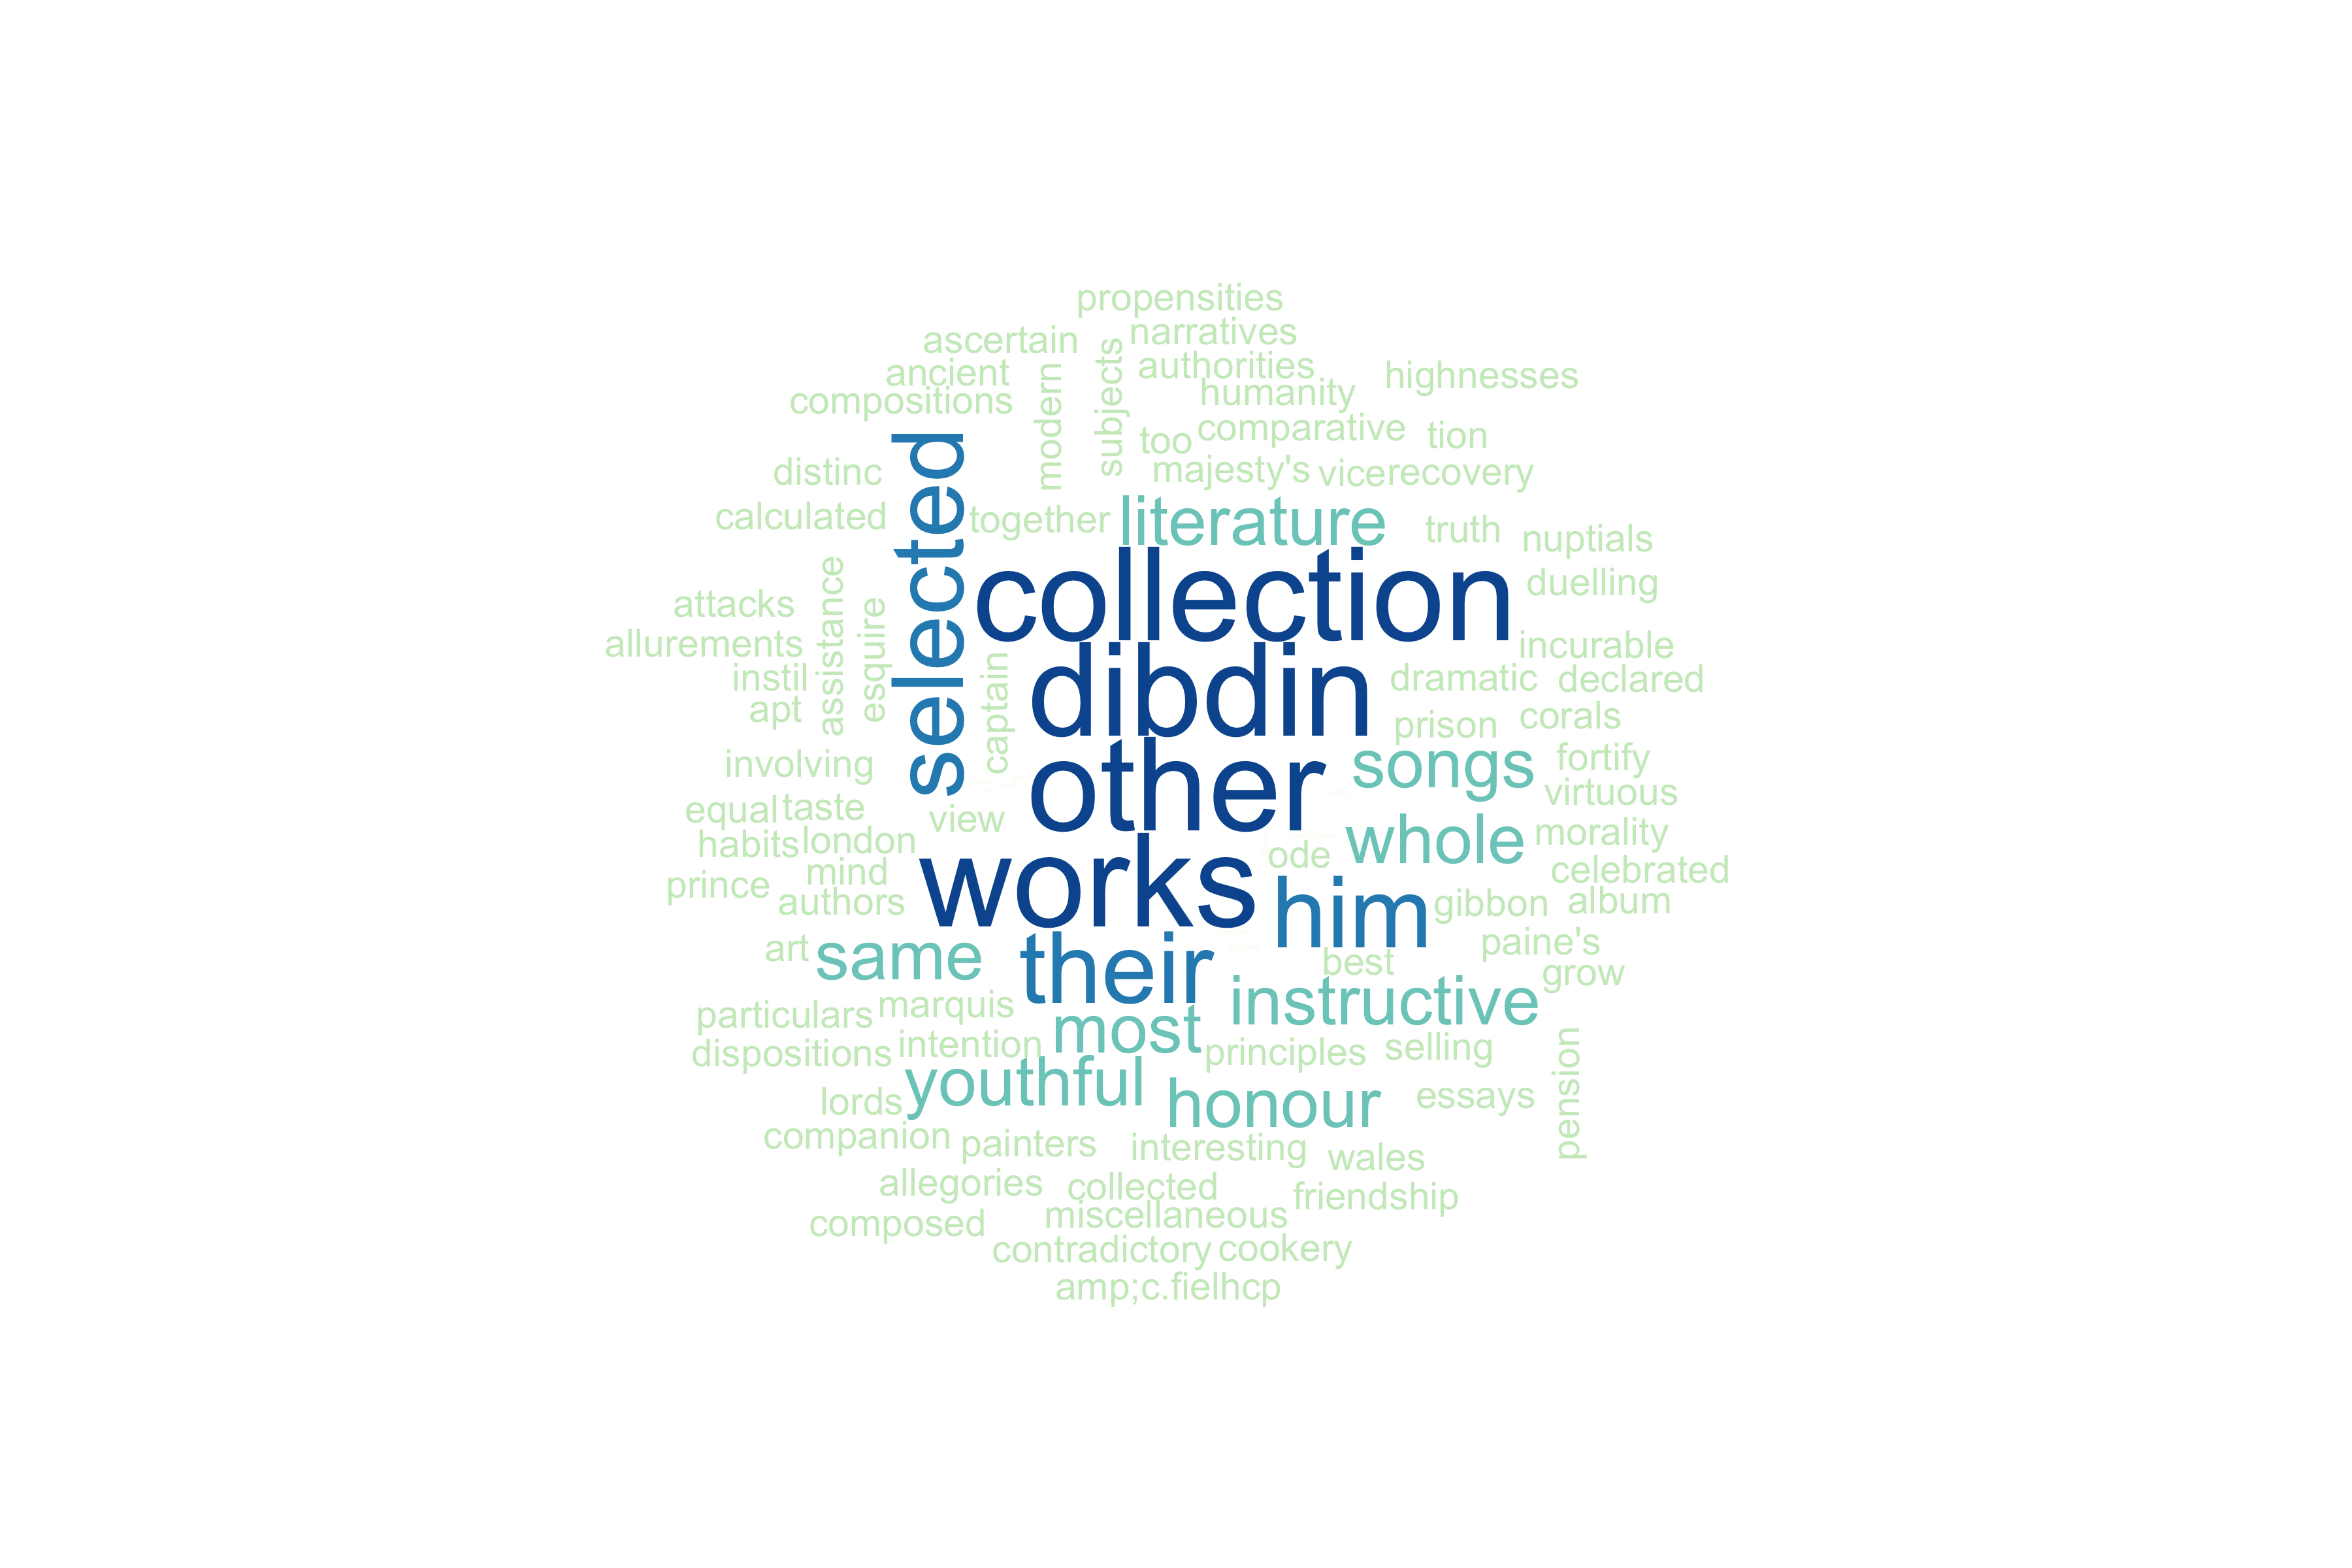 propensities
ascertain
narratives
ancient
authorities
compositions
modern
subjects
humanity
highnesses
too
comparative
tion
distinc
majesty's
vice
recovery
selected
calculated
together
literature
truth
nuptials
collection
duelling
attacks
assistance
esquire
allurements
incurable
dibdin
instil
captain
dramatic
declared
apt
prison
corals
involving
other
songs
fortify
virtuous
equal
taste
view
habits
london
ode
whole
morality
works
mind
celebrated
prince
authors
him
gibbon
album
art
same
their
best
paine's
grow
instructive
particulars
marquis
most
dispositions
intention
principles
selling
pension
youthful
honour
essays
lords
companion
painters
interesting
wales
allegories
collected
friendship
composed
miscellaneous
contradictory
cookery
amp;c.fielhcp